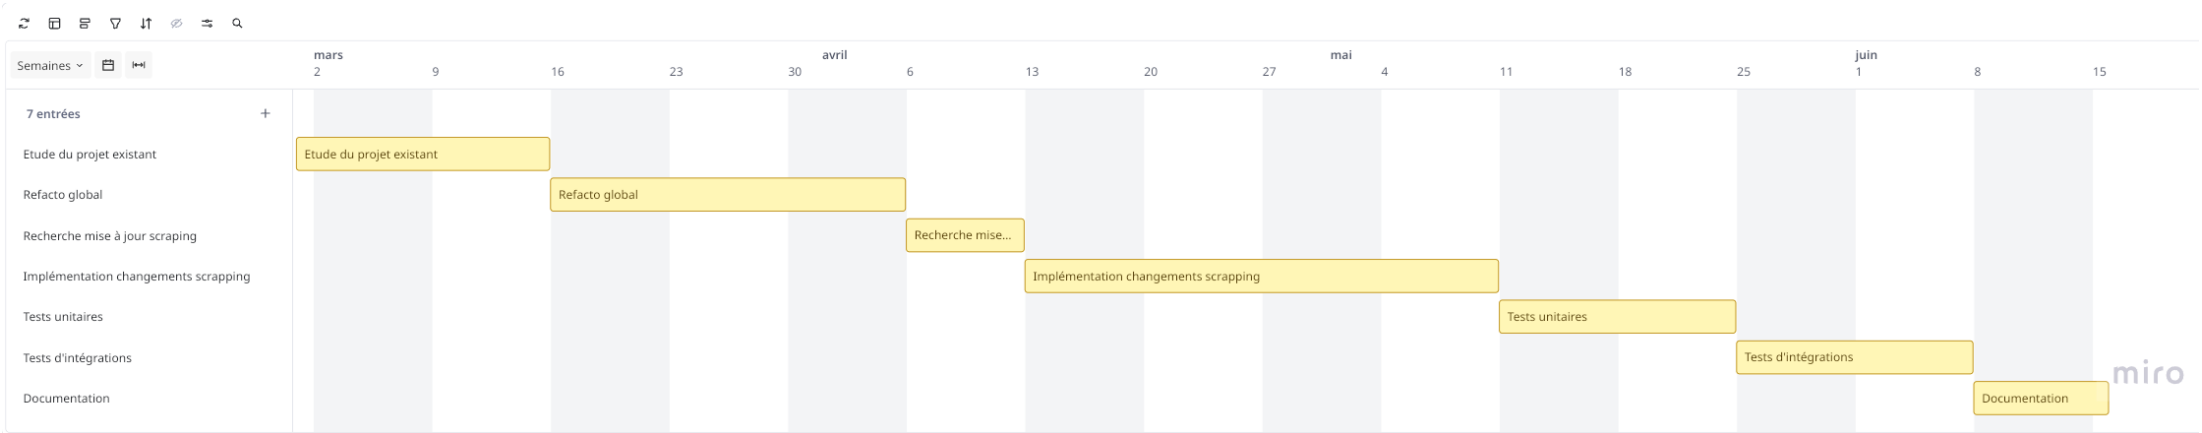 mars avril mai juin
Semaines 2 9 16 23 30 6 13 20 27 4 11 18 25 1 8 15
7 entrées +
Etude du projet existant Etude du projet existant
Refacto global Refacto global
Recherche mise à jour scraping Recherche mise...
Implémentation changements scrapping Implémentation changements scrapping
Tests unitaires Tests unitaires
Tests d'intégrations Tests d'intégrations
miro
Documentation Documentation